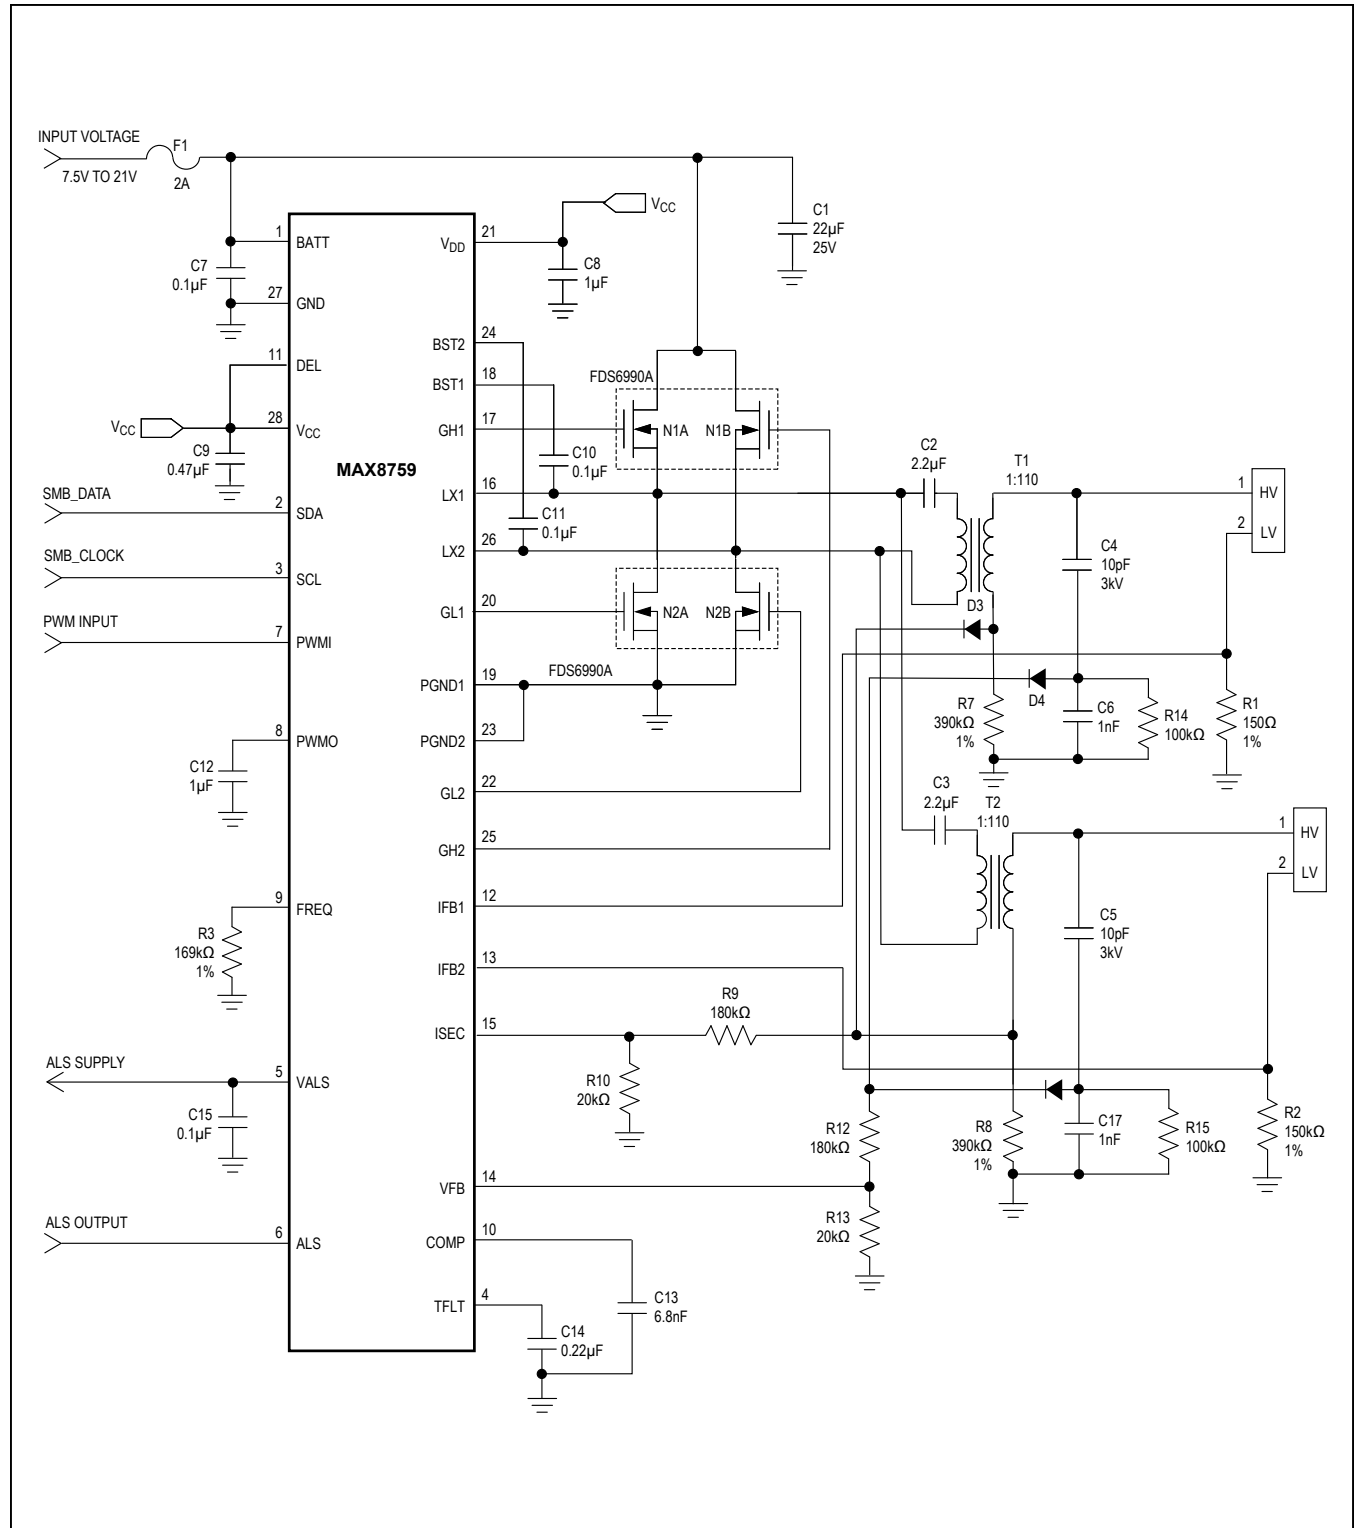 INPUT VOLTAGE
7.5V TO 21V
F1
2A
C7
0.1µF
1
BATT
27
GND
11
DEL
VCC
28
VCC
C9
0.47µF
MAX8759
SMB_DATA
2
SDA
SMB_CLOCK
3
SCL
PWM INPUT
7
PWMI
8
PWMO
C12
1µF
9
FREQ
R3
169kΩ
1%
ALS SUPPLY
5
VALS
C15
0.1µF
ALS OUTPUT
6
ALS
VDD
21
VCC
C8
1µF
C1
22µF
25V
BST2
24
BST1
18
GH1
17
LX1
16
LX2
26
GL1
20
PGND1
19
PGND2
23
GL2
22
GH2
25
IFB1
12
IFB2
13
ISEC
15
VFB
14
COMP
10
TFLT
4
FDS6990A
N1A
N1B
C10
0.1µF
C11
0.1µF
N2A
N2B
FDS6990A
C2
2.2µF
T1
1:110
1
HV
2
LV
C4
10pF
3kV
D3
D4
R7
390kΩ
1%
C6
1nF
R14
100kΩ
R1
150Ω
1%
C3
2.2µF
T2
1:110
1
HV
2
LV
C5
10pF
3kV
R9
180kΩ
R10
20kΩ
R12
180kΩ
R8
390kΩ
1%
C17
1nF
R15
100kΩ
R2
150kΩ
1%
R13
20kΩ
C13
6.8nF
C14
0.22µF